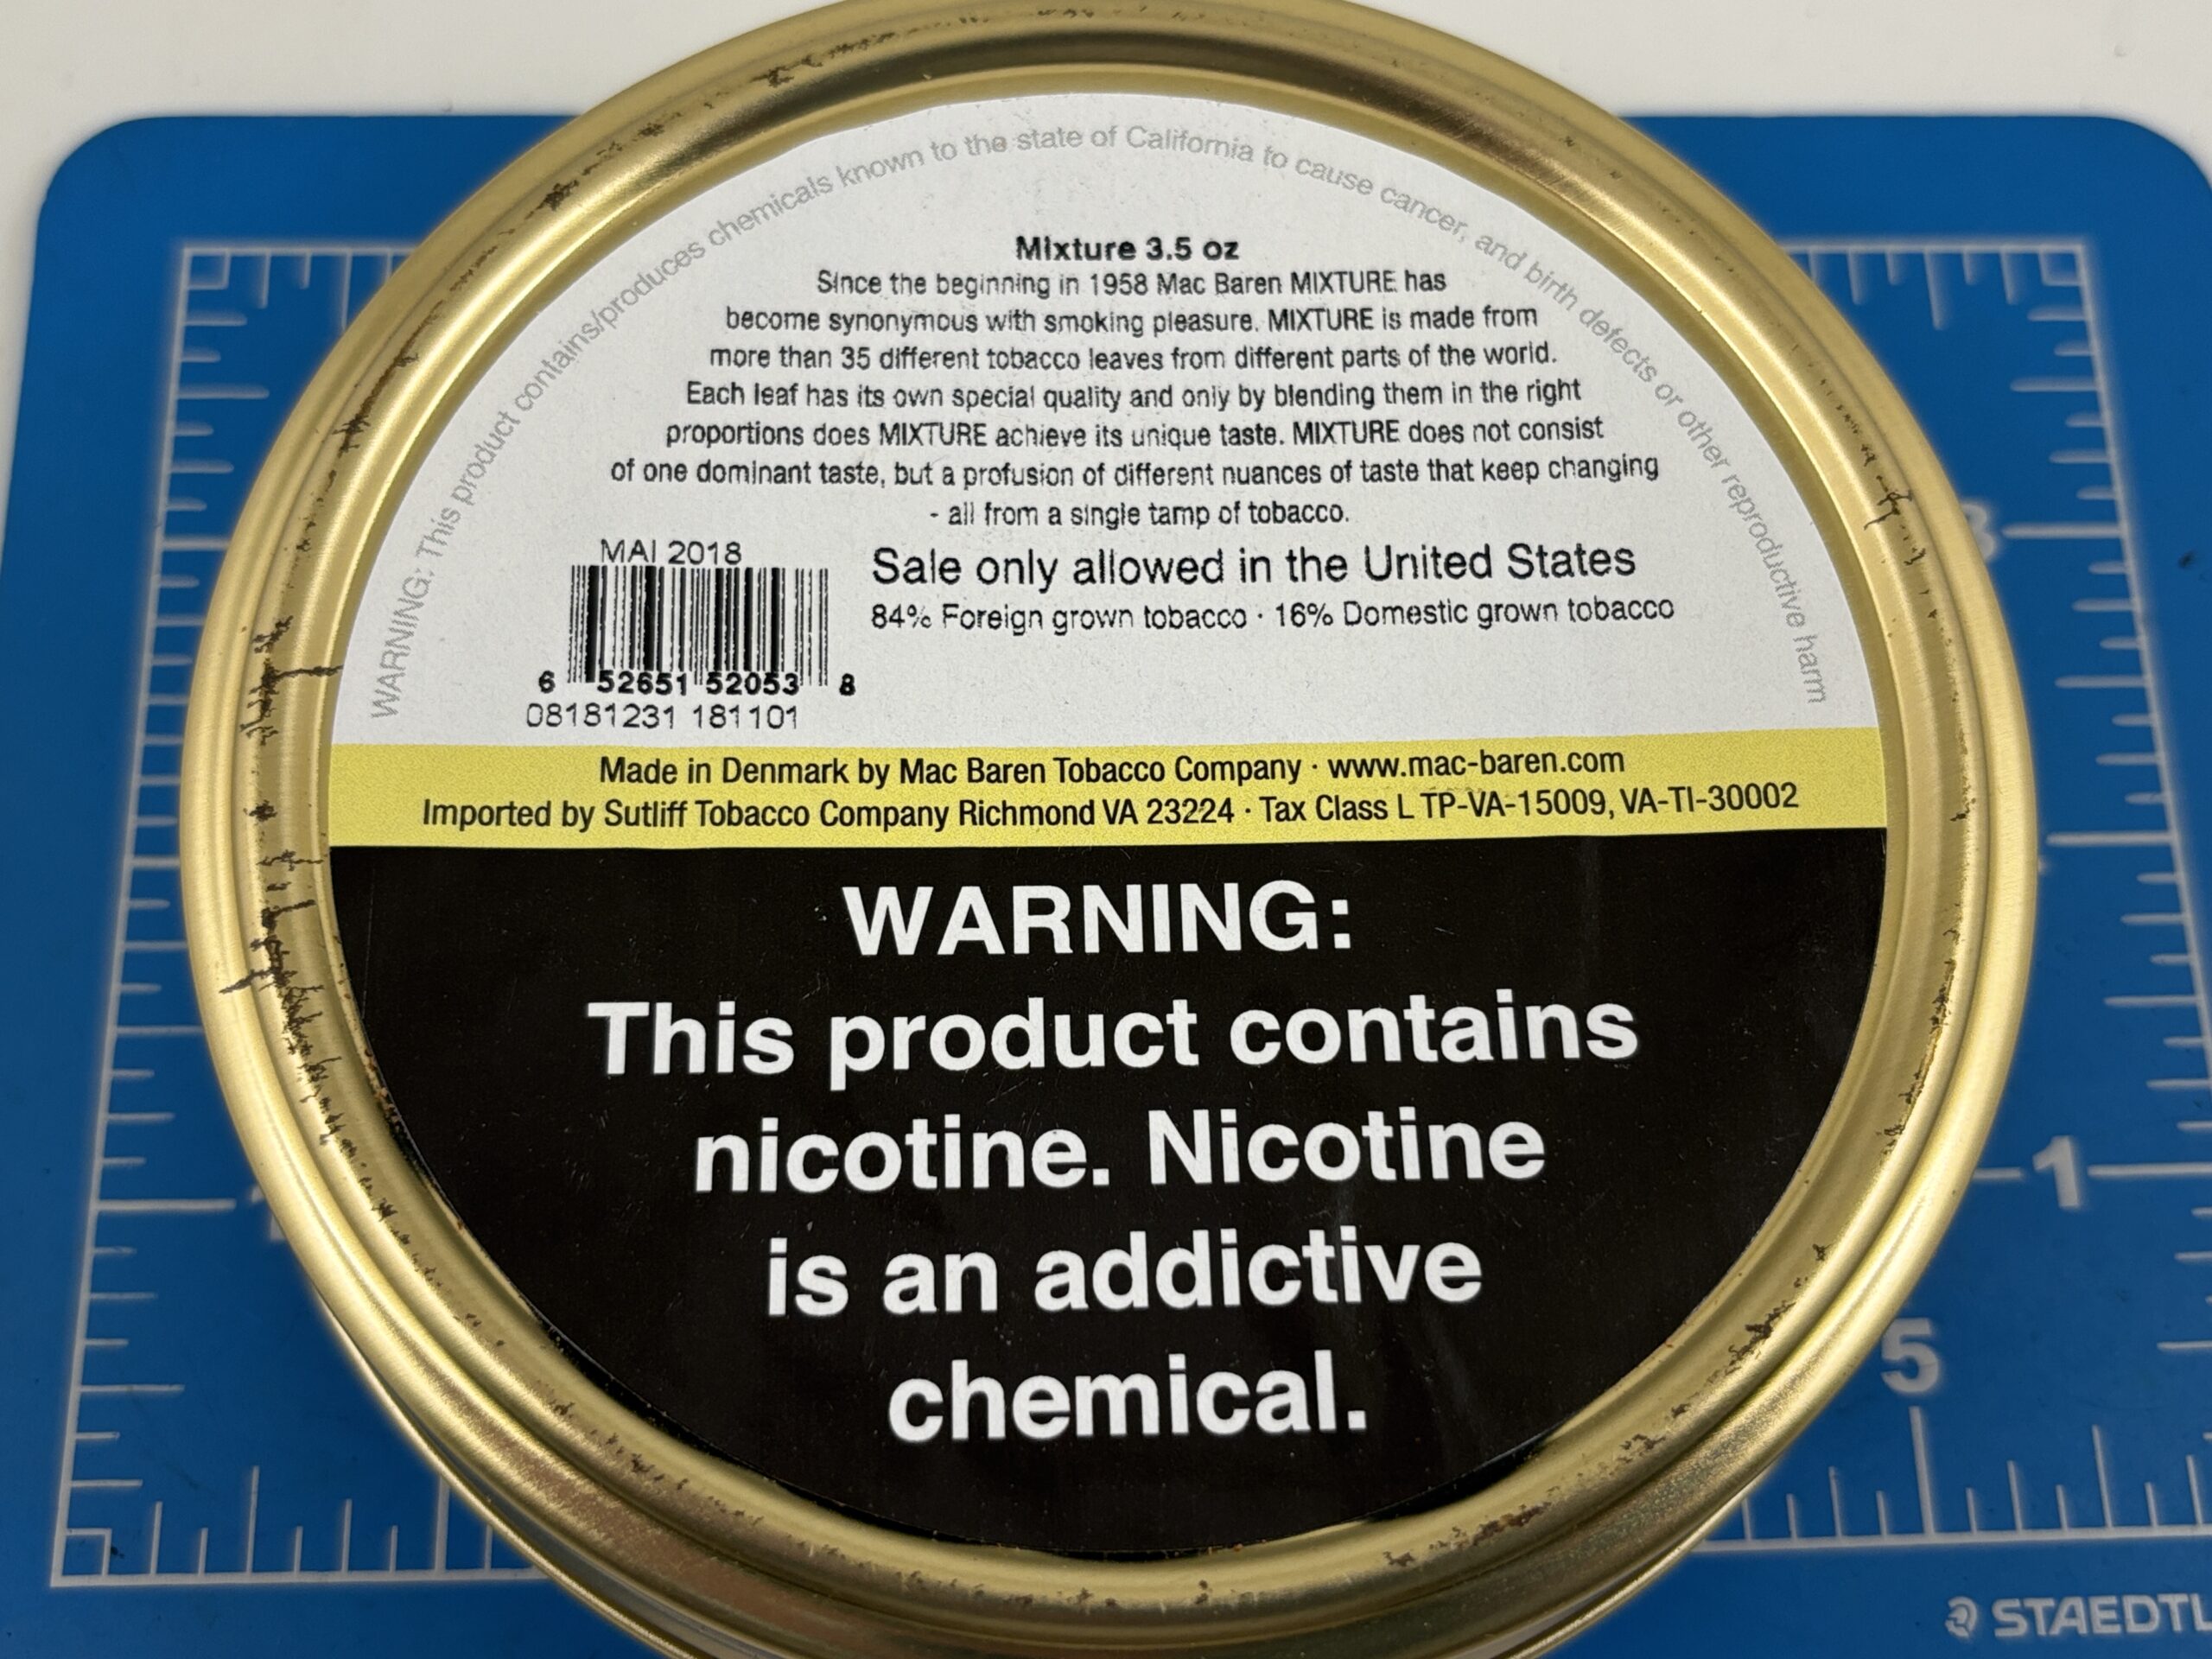 WARNING: This product contains/produces chemicals known to the state of California to cause cancer, and birth defects or other reproductive harm
Mixture 3.5 oz
Since the beginning in 1958 Mac Baren MIXTURE has
become synonymous with smoking pleasure. MIXTURE is made from
more than 35 different tobacco leaves from different parts of the world.
Each leaf has its own special quality and only by blending them in the right
proportions does MIXTURE achieve its unique taste. MIXTURE does not consist
of one dominant taste, but a profusion of different nuances of taste that keep changing
- all from a single tamp of tobacco.
MAI 2018
Sale only allowed in the United States
84% Foreign grown tobacco · 16% Domestic grown tobacco
6 52651 52053 8
08181231 181101
Made in Denmark by Mac Baren Tobacco Company · www.mac-baren.com
Imported by Sutliff Tobacco Company Richmond VA 23224 · Tax Class L TP-VA-15009, VA-TI-30002
WARNING:
This product contains
nicotine. Nicotine
is an addictive
chemical.
1
5
STAEDTL